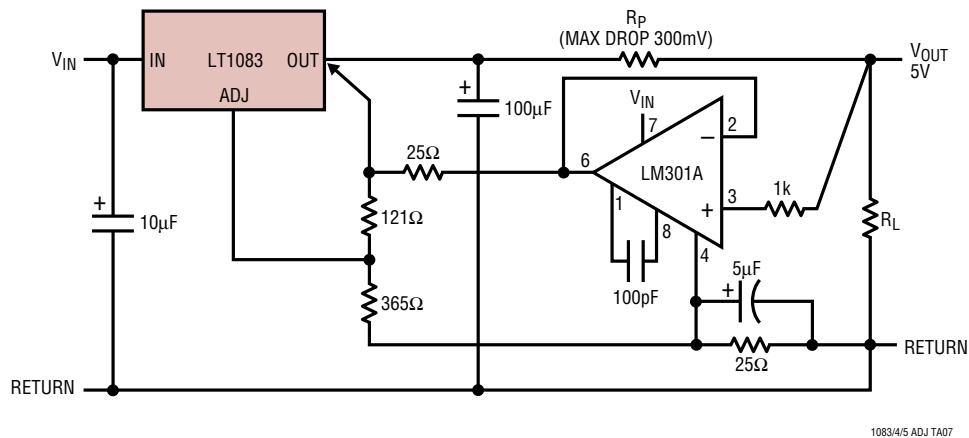 RP
(MAX DROP 300mV)
VIN
IN
LT1083
OUT
ADJ
VOUT
5V
+
100µF
VIN
7
2
–
25Ω
6
LM301A
1k
3
+
1
8
4
+
10µF
121Ω
RL
100pF
5µF
+
365Ω
25Ω
RETURN
RETURN
1083/4/5 ADJ TA07